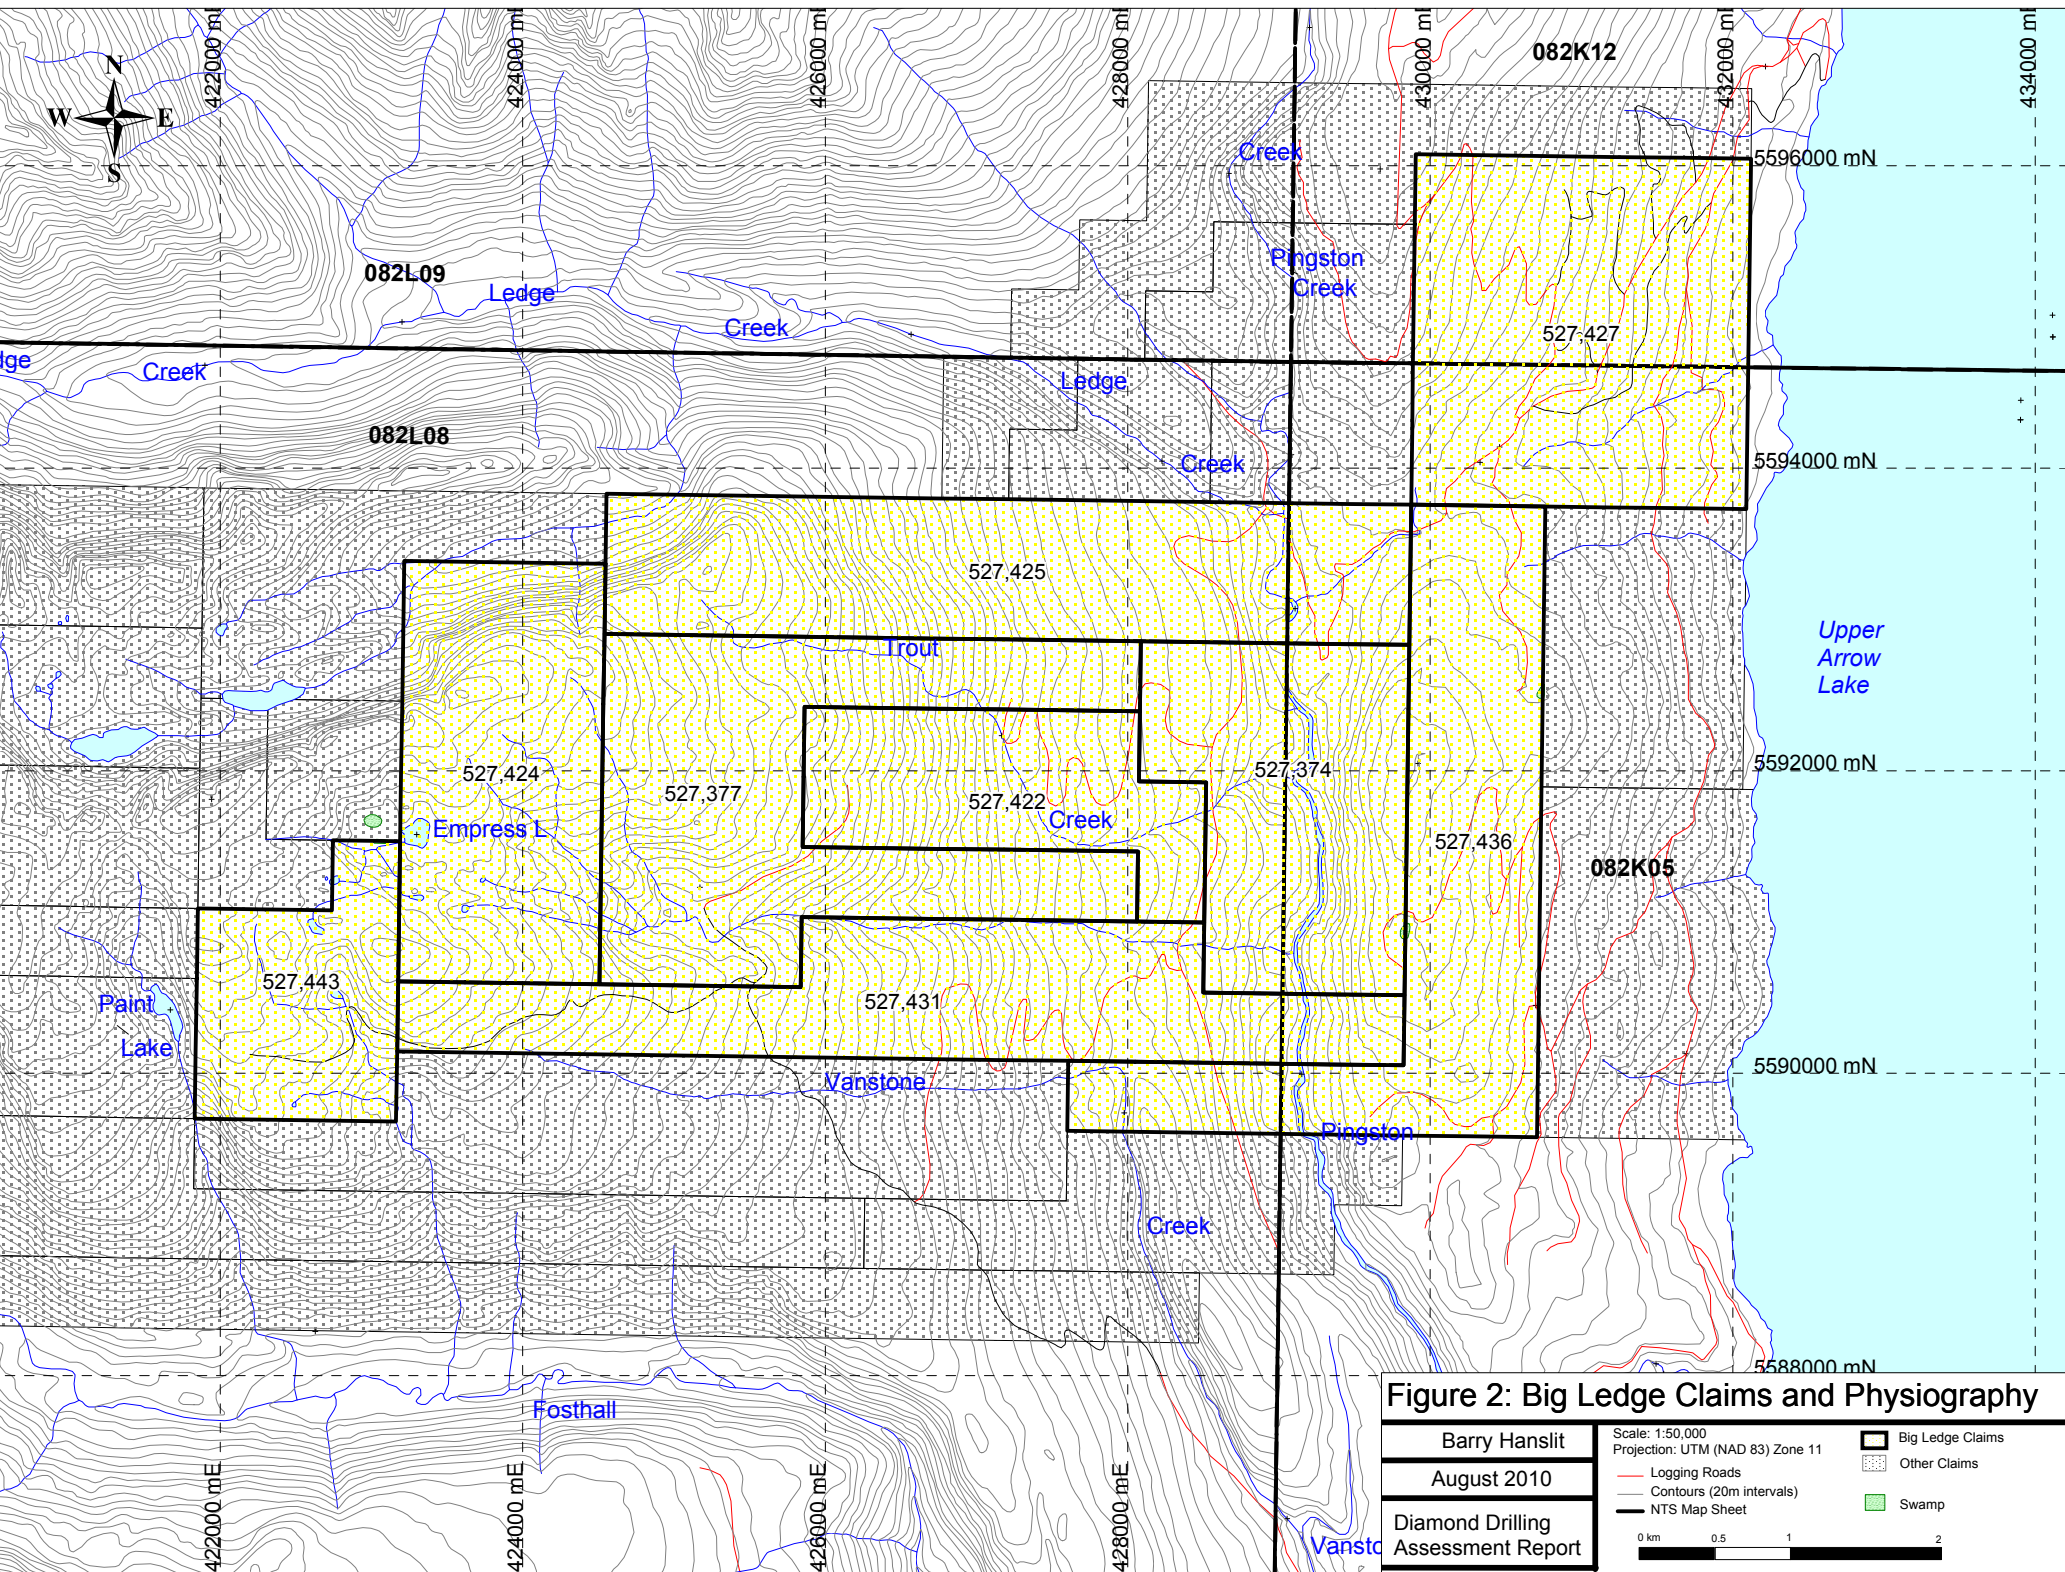 422000 mE
424000 mE
426000 mE
428000 mE
430000 mE
432000 mE
434000 mE
082K12
N
W E
S
Creek
5596000 mN
Pingston
Creek
082L09
Ledge
Creek
527,427
dge
Creek
Ledge
082L08
Creek
5594000 mN
527,425
Trout
Upper
Arrow
Lake
527,424
527,377
527,422
527,374
5592000 mN
Empress L
Creek
527,436
082K05
527,443
Paint
Lake
527,431
Vanstone
5590000 mN
Pingston
Creek
5588000 mN
Fosthall
Vansto
422000 mE
424000 mE
426000 mE
428000 mE
Figure 2: Big Ledge Claims and Physiography
Barry Hanslit
August 2010
Diamond Drilling
Assessment Report
Scale: 1:50,000
Projection: UTM (NAD 83) Zone 11
Logging Roads
Contours (20m intervals)
NTS Map Sheet
Big Ledge Claims
Other Claims
Swamp
0 km 0.5 1 2